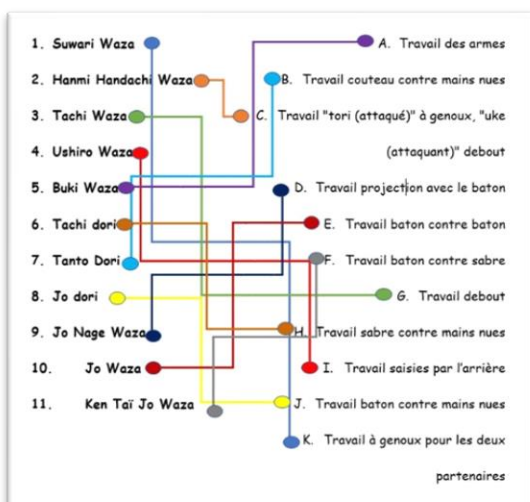 1. Suwari Waza
A. Travail des armes
2. Hanmi Handachi Waza
B. Travail couteau contre mains nues
3. Tachi Waza
C. Travail "tori (attaqué)" à genoux, "uke
4. Ushiro Waza
(attaquant)" debout
5. Buki Waza
D. Travail projection avec le baton
6. Tachi dori
E. Travail baton contre baton
7. Tanto Dori
F. Travail baton contre sabre
8. Jo dori
G. Travail debout
9. Jo Nage Waza
H. Travail sabre contre mains nues
10. Jo Waza
I. Travail saisies par l'arrière
11. Ken Taï Jo Waza
J. Travail baton contre mains nues
K. Travail à genoux pour les deux
partenaires